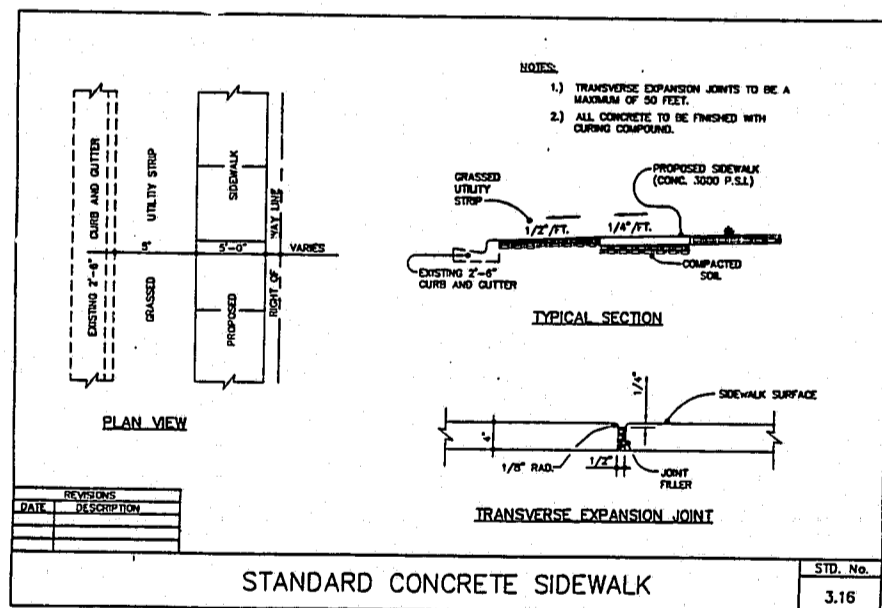 NOTES:
1.) TRANSVERSE EXPANSION JOINTS TO BE A
MAXIMUM OF 50 FEET.
2.) ALL CONCRETE TO BE FINISHED WITH
CURING COMPOUND.
EXISTING 2'-6" CURB AND GUTTER
GRASSED UTILITY STRIP
PROPOSED SIDEWALK
RIGHT OF WAY LINE
5'
5'-0"
VARIES
PLAN VIEW
GRASSED
UTILITY
STRIP
PROPOSED SIDEWALK
(CONC. 3000 P.S.I.)
1/2"/FT.
1/4"/FT.
EXISTING 2'-6"
CURB AND GUTTER
COMPACTED
SOIL
TYPICAL SECTION
1/4"
SIDEWALK SURFACE
4"
1/8" RAD.
1/2"
JOINT
FILLER
TRANSVERSE EXPANSION JOINT
REVISIONS
DATE DESCRIPTION
STANDARD CONCRETE SIDEWALK
STD. No.
3.16